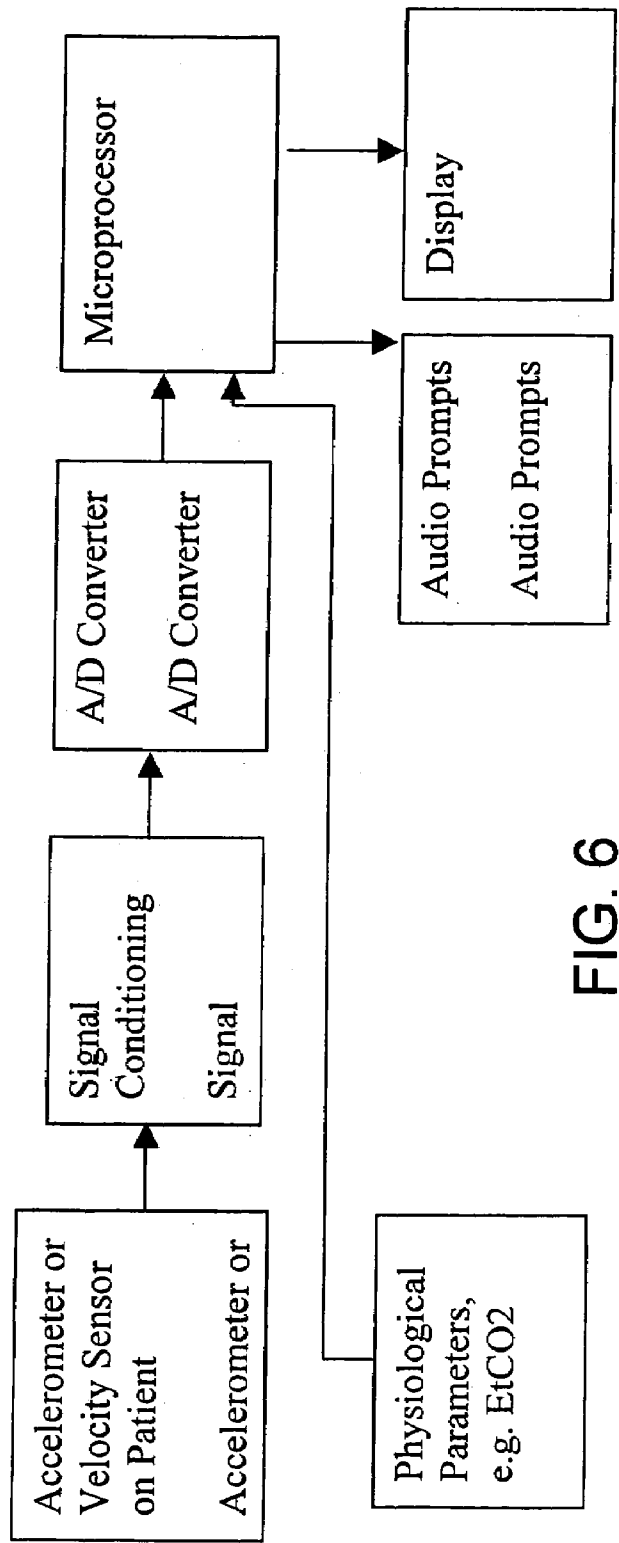 Accelerometer or
Velocity Sensor
on Patient
Accelerometer or
Signal
Conditioning
Signal
A/D Converter
A/D Converter
Microprocessor
Physiological
Parameters,
e.g. EtCO2
Audio Prompts
Audio Prompts
Display
FIG. 6